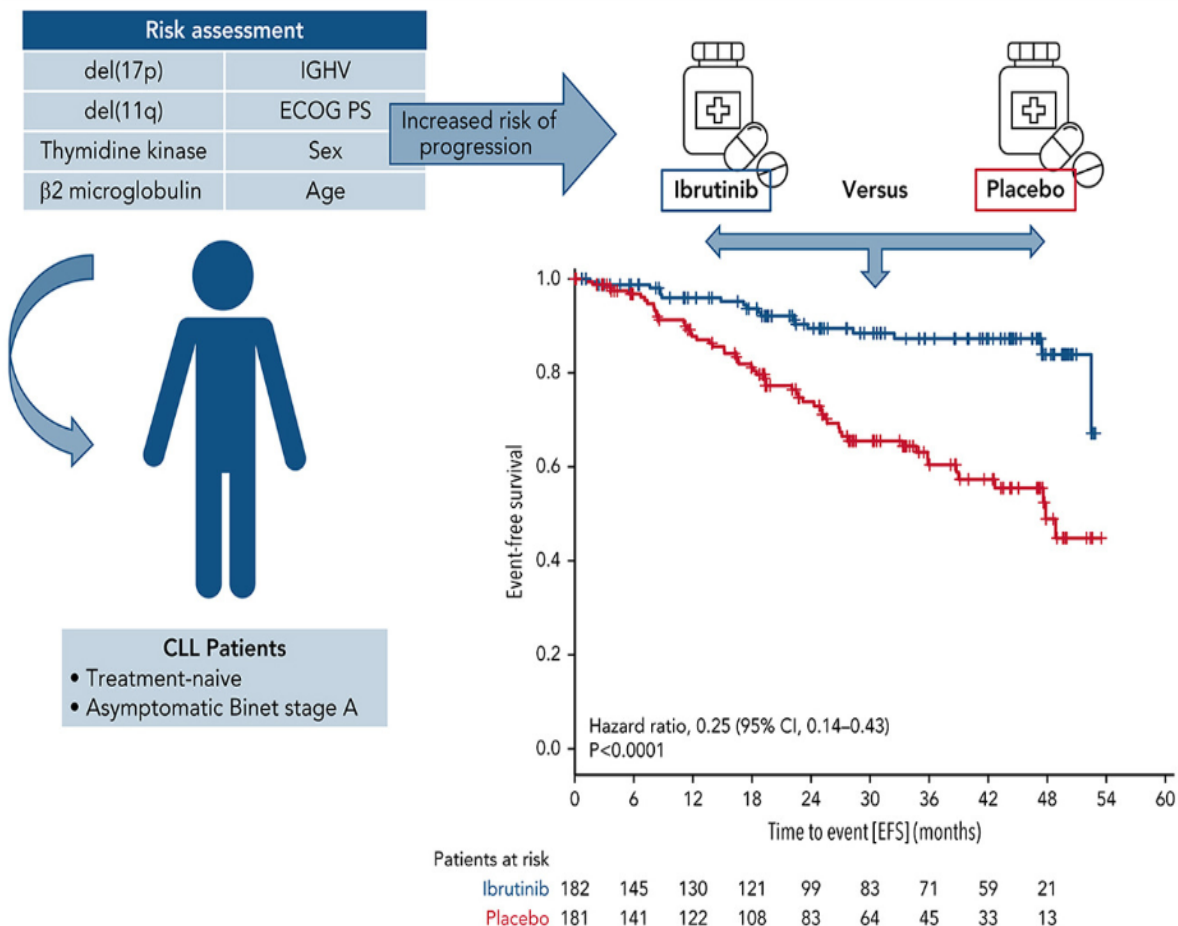 Risk assessment
del(17p) IGHV
del(11q) ECOG PS
Thymidine kinase Sex
β2 microglobulin Age
Increased risk of
progression
Ibrutinib Versus Placebo
CLL Patients
• Treatment-naive
• Asymptomatic Binet stage A
Event-free survival
1.0
0.8
0.6
0.4
0.2
0.0
Hazard ratio, 0.25 (95% CI, 0.14–0.43)
P<0.0001
0 6 12 18 24 30 36 42 48 54 60
Time to event [EFS] (months)
Patients at risk
Ibrutinib 182 145 130 121 99 83 71 59 21
Placebo 181 141 122 108 83 64 45 33 13